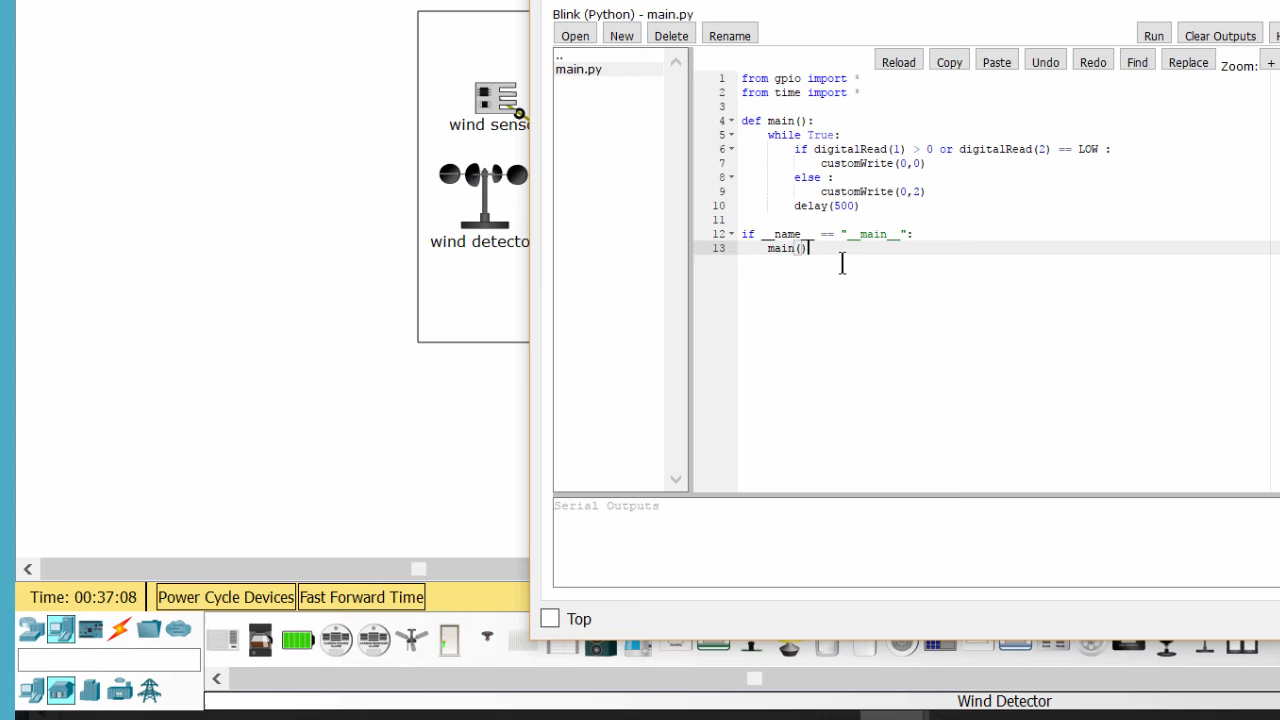 Blink (Python) - main.py
Open New Delete Rename Run Clear Outputs
..
main.py
Reload Copy Paste Undo Redo Find Replace Zoom: +
1 from gpio import *
2 from time import *
3
4 def main():
5 while True:
6 if digitalRead(1) > 0 or digitalRead(2) == LOW :
7 customWrite(0,0)
8 else :
9 customWrite(0,2)
10 delay(500)
11
12 if __name__ == "__main__":
13 main()
wind
wind detecto
Serial Outputs
Time: 00:37:08 Power Cycle Devices Fast Forward Time
Top
Wind Detector